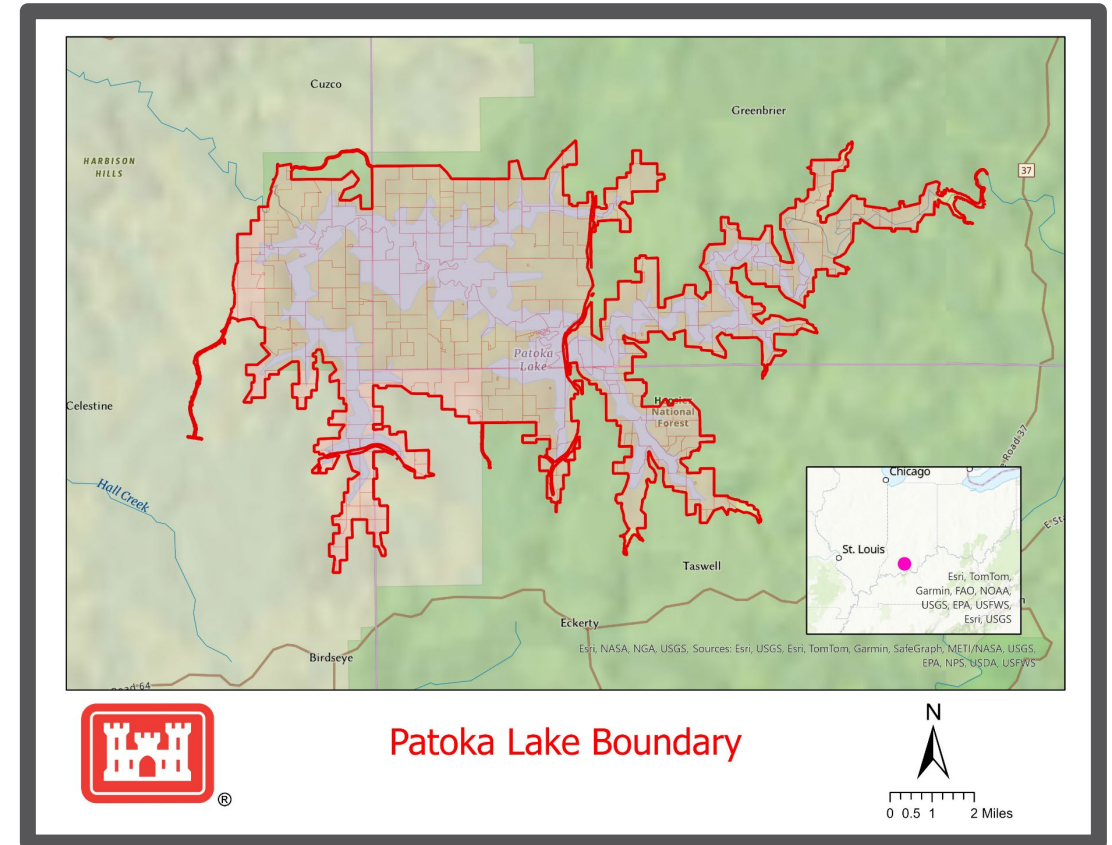 Cuzco
Greenbrier
HARBISON
HILLS
37
Patoka
Lake
Celestine
National
Forest
Hall Creek
Chicago
St. Louis
Esri, TomTom,
Garmin, FAO, NOAA,
USGS, EPA, USFWS,
Esri, USGS
Taswell
Eckerty
Birdseye
Esri, NASA, NGA, USGS, Sources: Esri, USGS, Esri, TomTom, Garmin, SafeGraph, METI/NASA, USGS,
EPA, NPS, USDA, USFWS
®
Patoka Lake Boundary
N
0 0.5 1 2 Miles